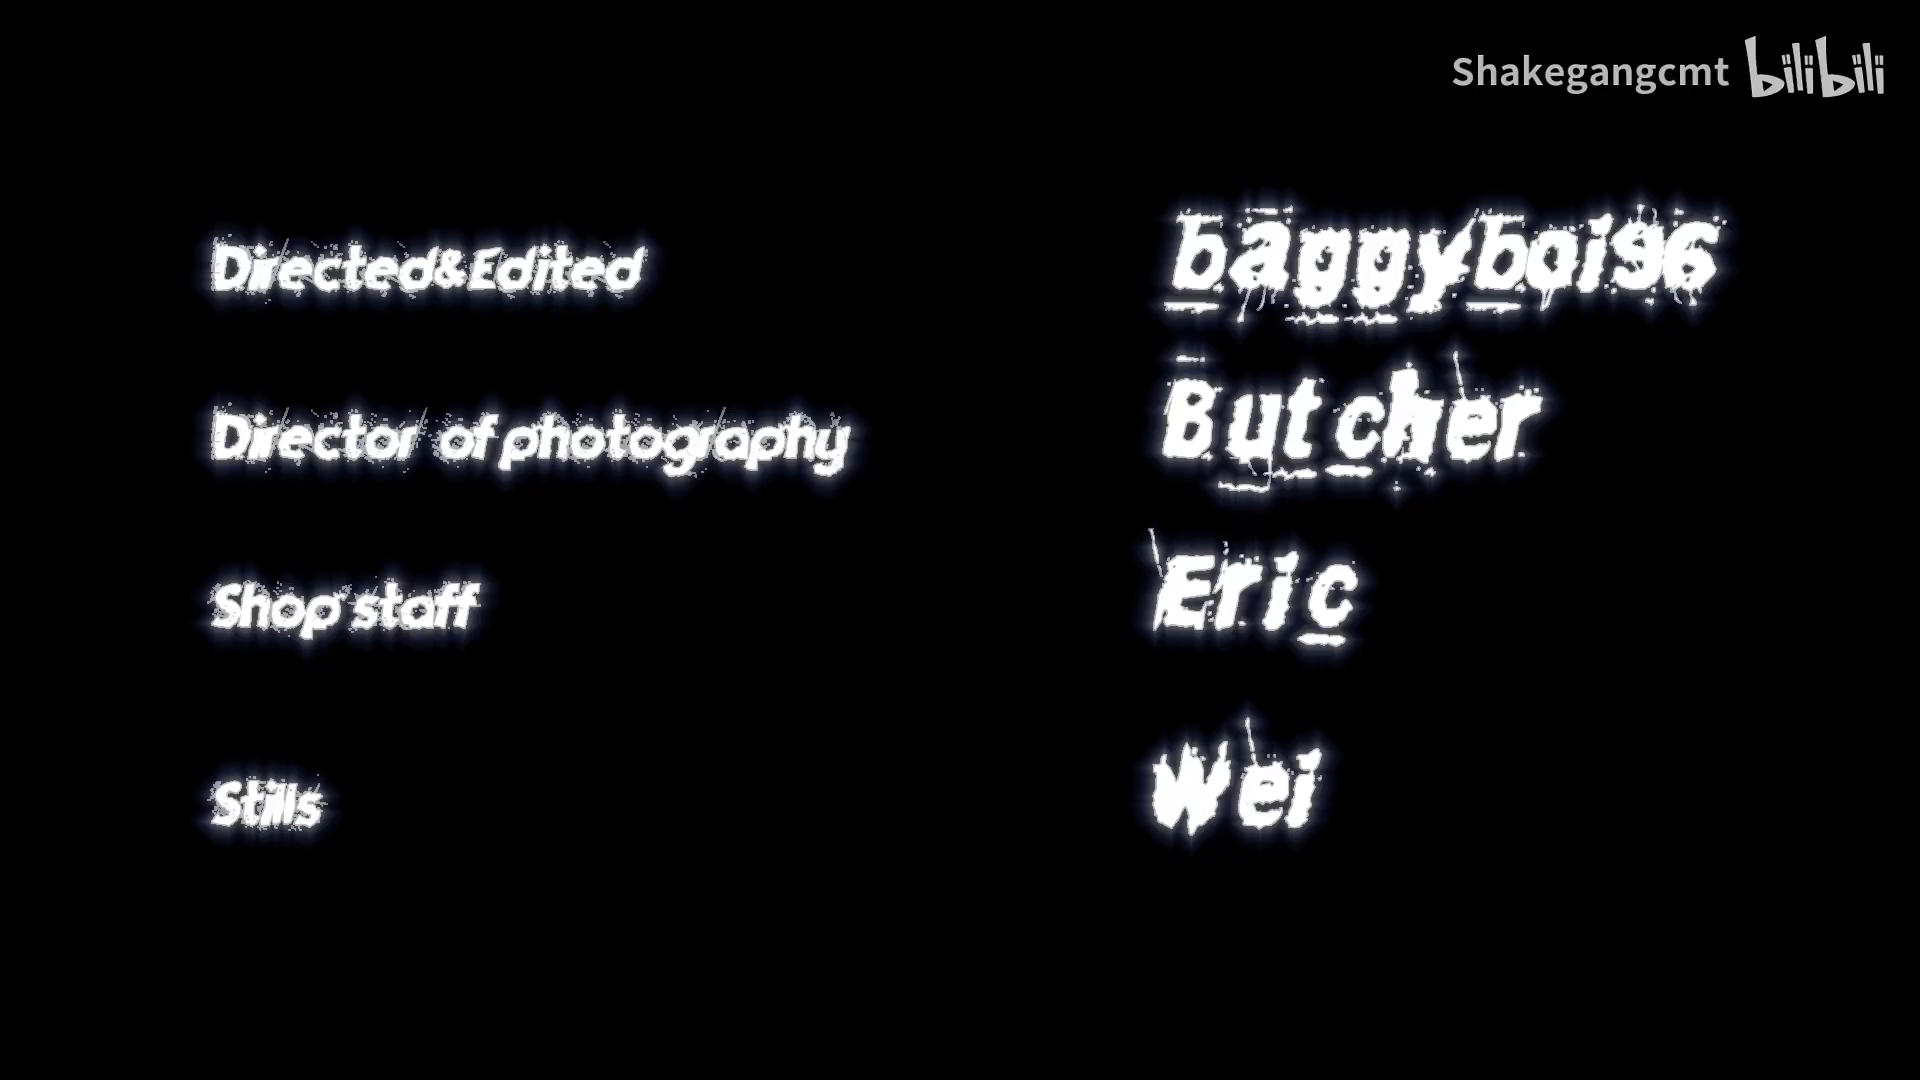 Shakegangcmt bilibili
Directed&Edited baggyboi96
Director of photography Butcher
Shop staff Eric
Stills Wei